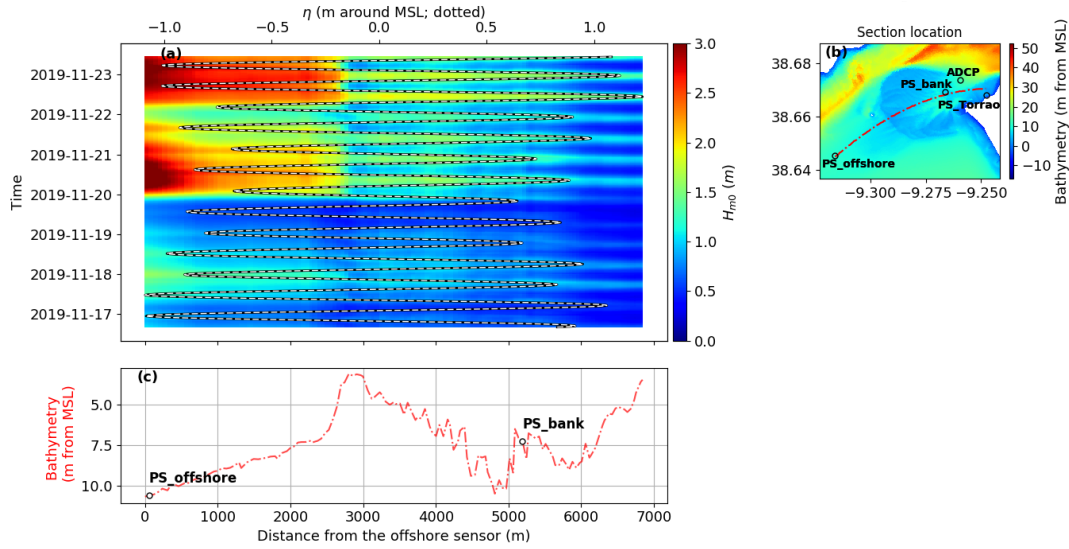 η (m around MSL; dotted)
−1.0 −0.5 0.0 0.5 1.0
(a)
Time
2019-11-23
2019-11-22
2019-11-21
2019-11-20
2019-11-19
2019-11-18
2019-11-17
3.0
2.5
2.0
1.5
1.0
0.5
0.0
Hm0 (m)
Section location
(b)
38.68
38.66
38.64
ADCP
PS_bank
PS_Torrao
PS_offshore
-9.300 -9.275 -9.250
50
40
30
20
10
0
−10
Bathymetry (m from MSL)
(c)
Bathymetry
(m from MSL)
5.0
7.5
10.0
PS_bank
PS_offshore
0 1000 2000 3000 4000 5000 6000 7000
Distance from the offshore sensor (m)